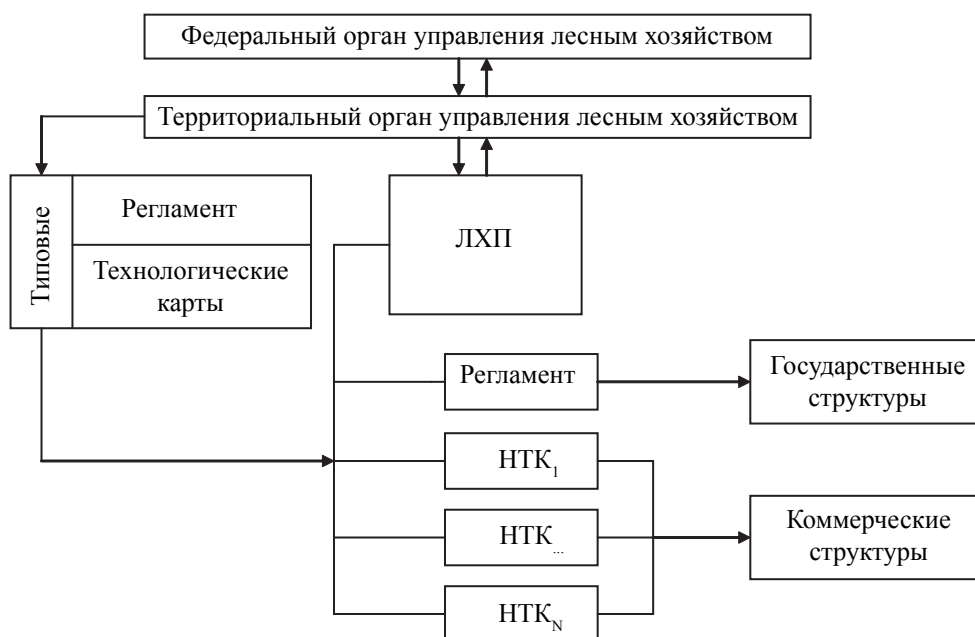 Федеральный орган управления лесным хозяйством
Территориальный орган управления лесным хозяйством
Типовые
Регламент
Технологические
карты
ЛХП
Регламент
Государственные
структуры
НТК₁
НТК...
НТКN
Коммерческие
структуры